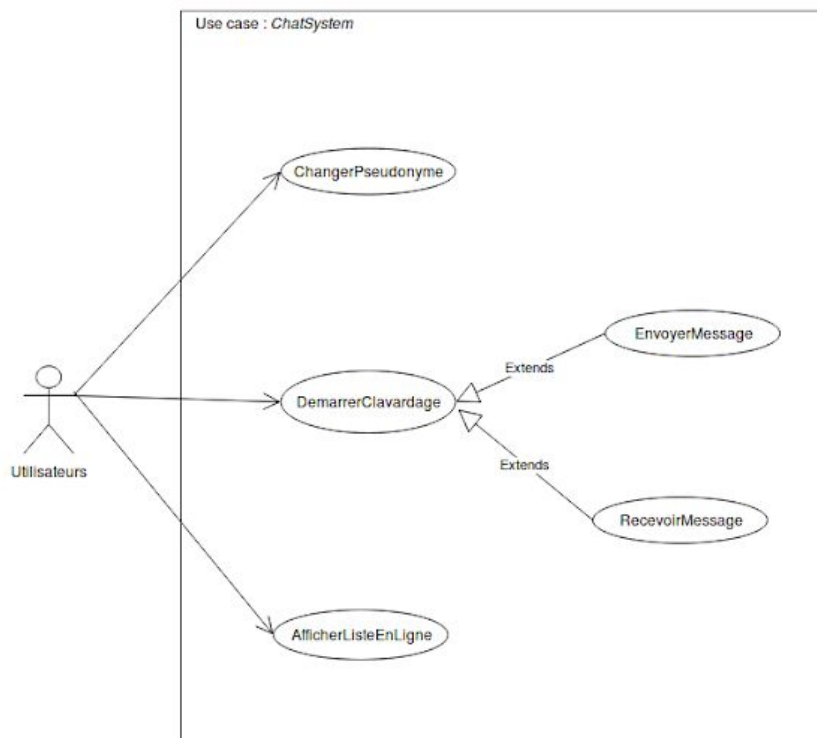 Use case : ChatSystem
ChangerPseudonyme
EnvoyerMessage
Extends
DemarrerClavardage
Extends
Utilisateurs
RecevoirMessage
AfficherListeEnLigne